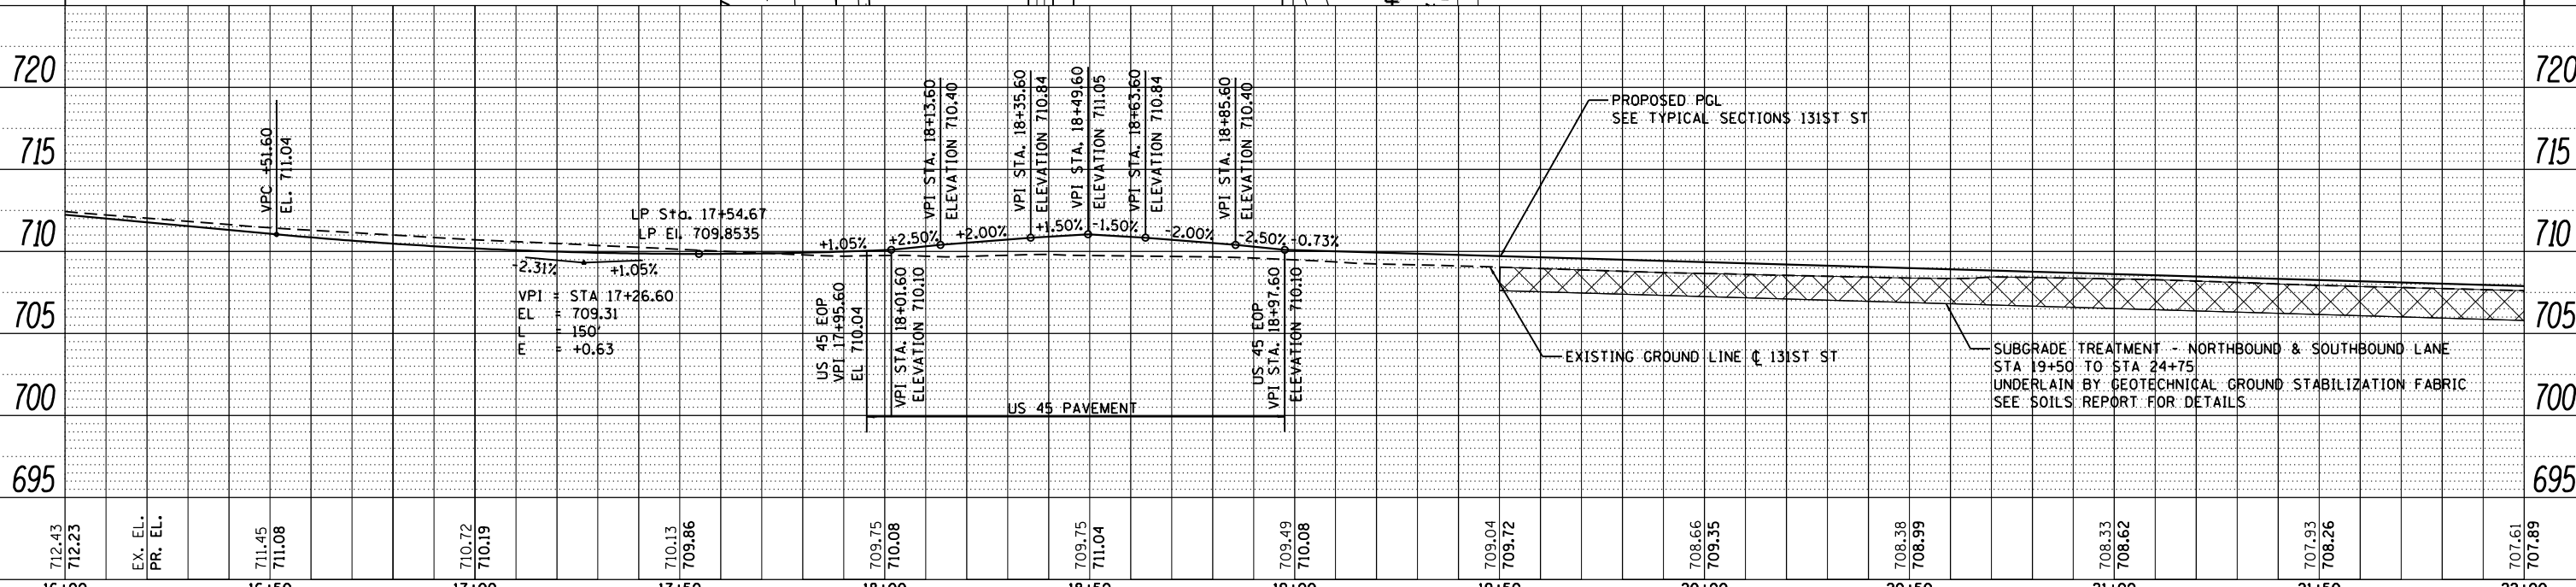 720
720
715
715
710
710
705
705
700
700
695
695
VPC +51.60
EL. 711.04
LP Sta. 17+54.67
LP El. 709.8535
-2.31%
+1.05%
VPI = STA 17+26.60
EL = 709.31
L = 150'
E = +0.63
+1.05%
+2.50%
+2.00%
+1.50%
-1.50%
-2.00%
-2.50%
-0.73%
VPI STA. 18+13.60
ELEVATION 710.40
VPI STA. 18+35.60
ELEVATION 710.84
VPI STA. 18+49.60
ELEVATION 711.05
VPI STA. 18+63.60
ELEVATION 710.84
VPI STA. 18+85.60
ELEVATION 710.40
US 45 EOP
VPI 17+95.60
EL 710.04
VPI STA. 18+01.60
ELEVATION 710.10
US 45 EOP
VPI STA. 18+97.60
ELEVATION 710.10
US 45 PAVEMENT
PROPOSED PGL
SEE TYPICAL SECTIONS 131ST ST
EXISTING GROUND LINE ℄ 131ST ST
SUBGRADE TREATMENT - NORTHBOUND & SOUTHBOUND LANE
STA 19+50 TO STA 24+75
UNDERLAIN BY GEOTECHNICAL GROUND STABILIZATION FABRIC
SEE SOILS REPORT FOR DETAILS
712.43
712.23
EX. EL.
PR. EL.
711.45
711.08
710.72
710.19
710.13
709.86
709.75
710.08
709.75
711.04
709.49
710.08
709.04
709.72
708.66
709.35
708.38
708.99
708.33
708.62
707.93
708.26
707.61
707.89